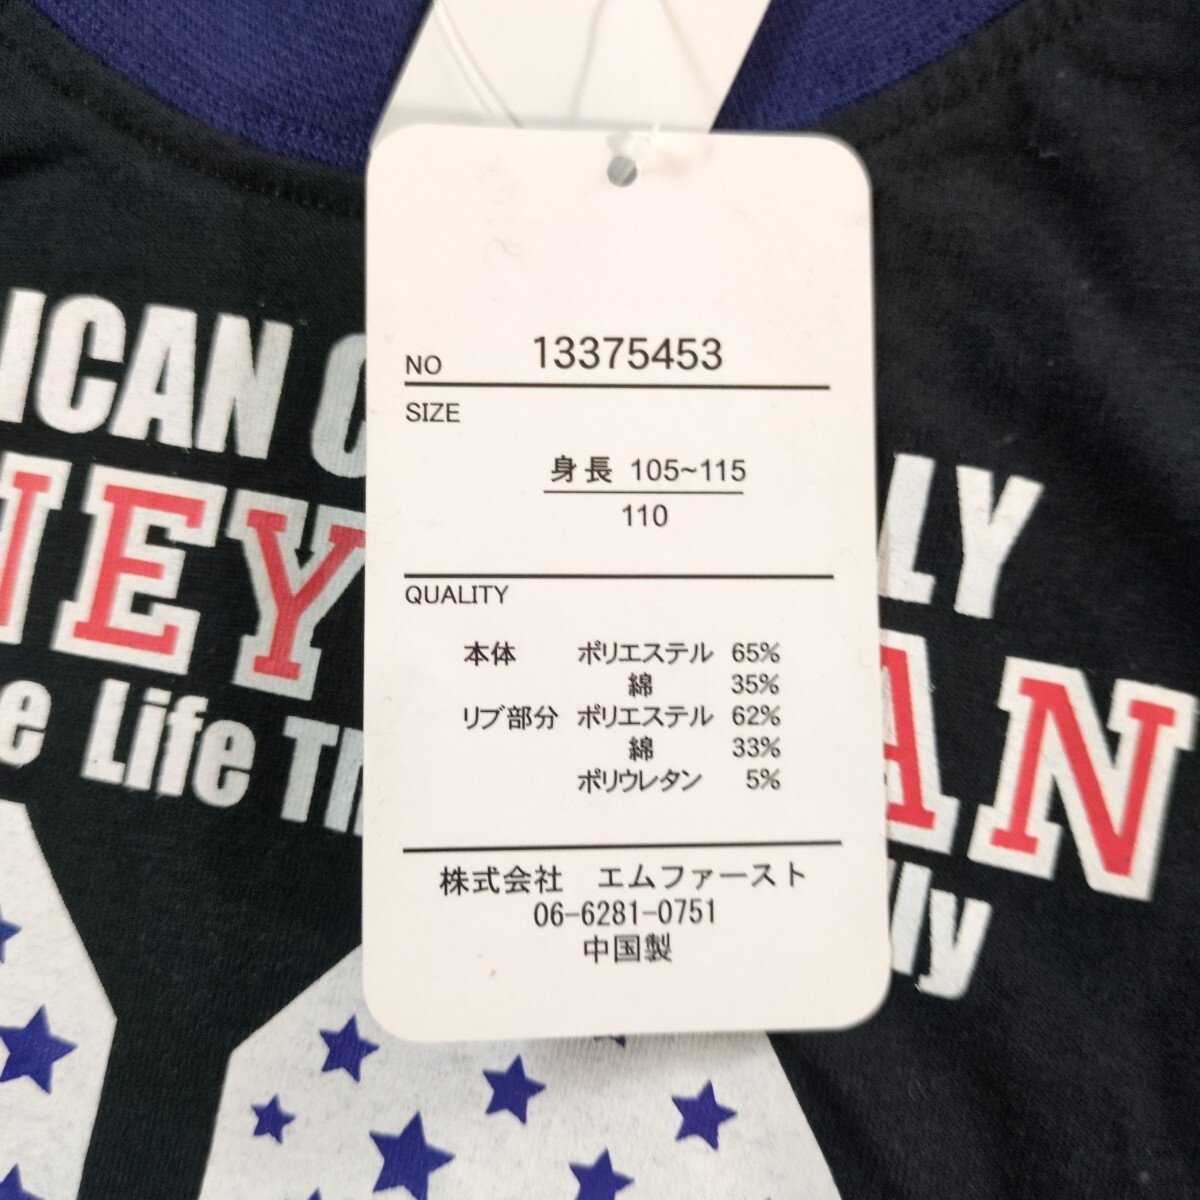 NO 13375453
SIZE
身長 105~115
110
QUALITY
本体 ポリエステル 65%
綿 35%
リブ部分 ポリエステル 62%
綿 33%
ポリウレタン 5%
株式会社 エムファースト
06-6281-0751
中国製
ICAN C LY
NEY AN
e Life Th lly